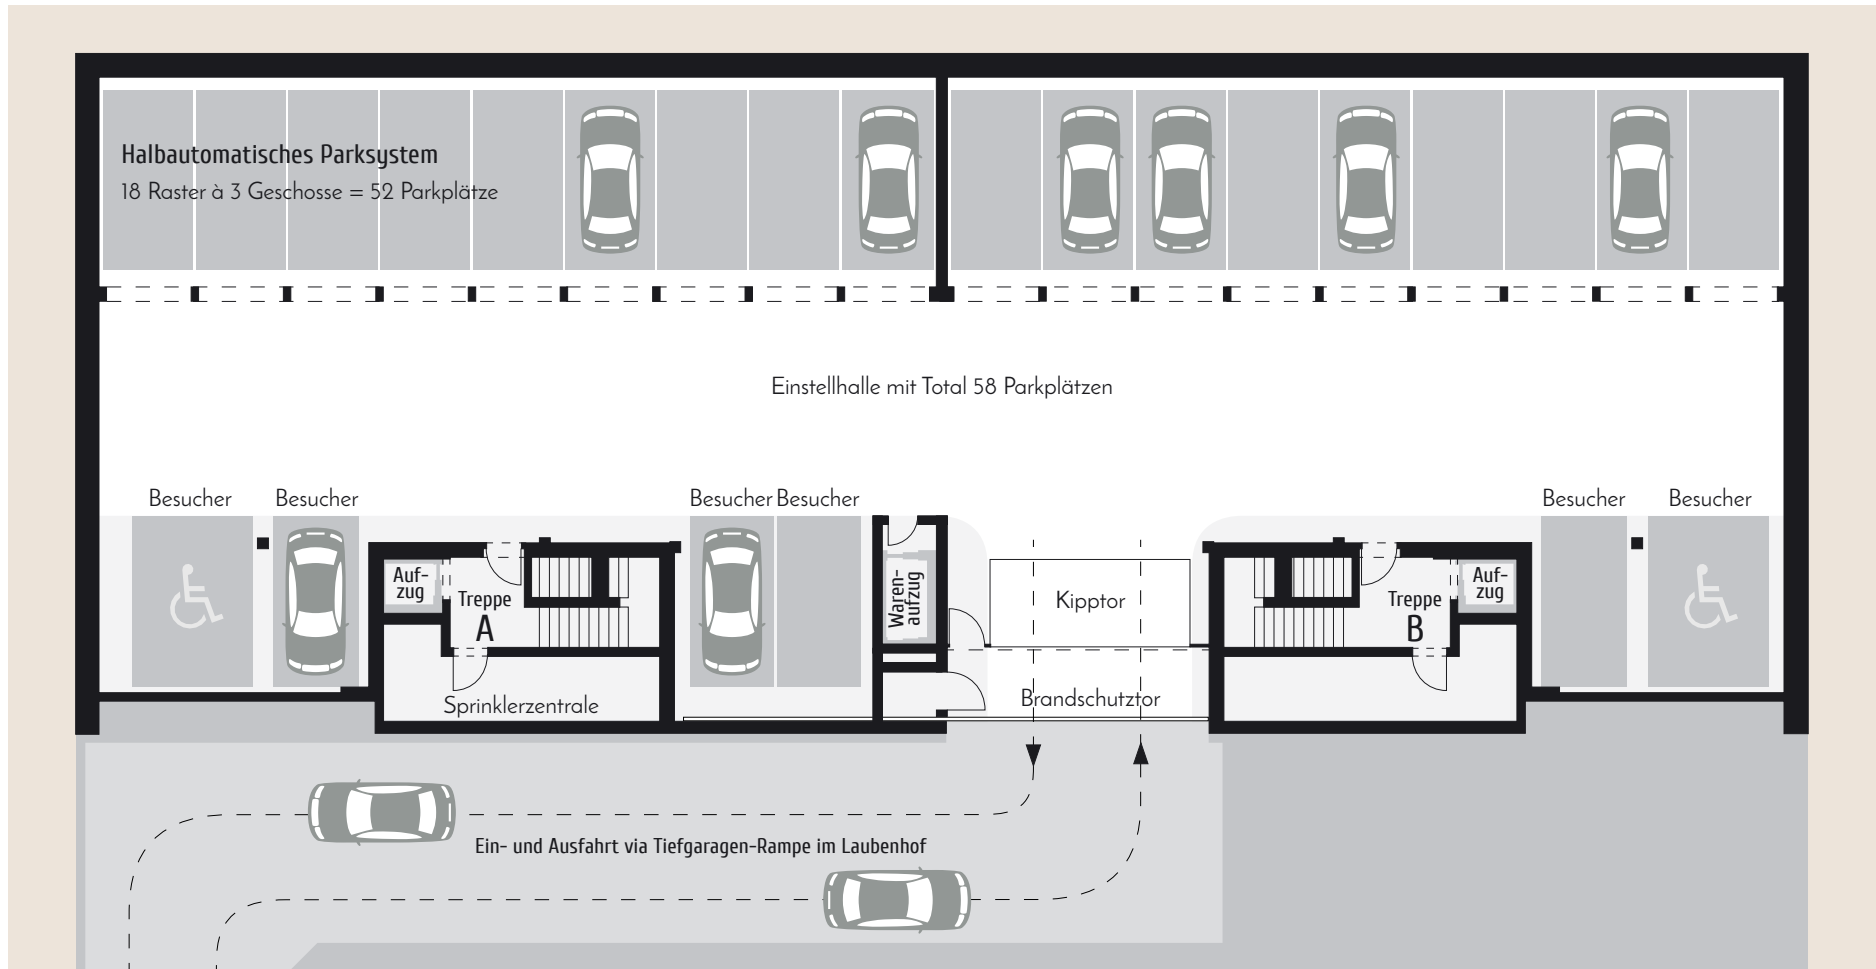 Halbautomatisches Parksystem
18 Raster à 3 Geschosse = 52 Parkplätze
Einstellhalle mit Total 58 Parkplätzen
Besucher
Besucher
Besucher
Besucher
Besucher
Besucher
Auf-
zug
Treppe
A
Sprinklerzentrale
Waren-
aufzug
Kipptor
Brandschutztor
Treppe
B
Auf-
zug
Ein- und Ausfahrt via Tiefgaragen-Rampe im Laubenhof